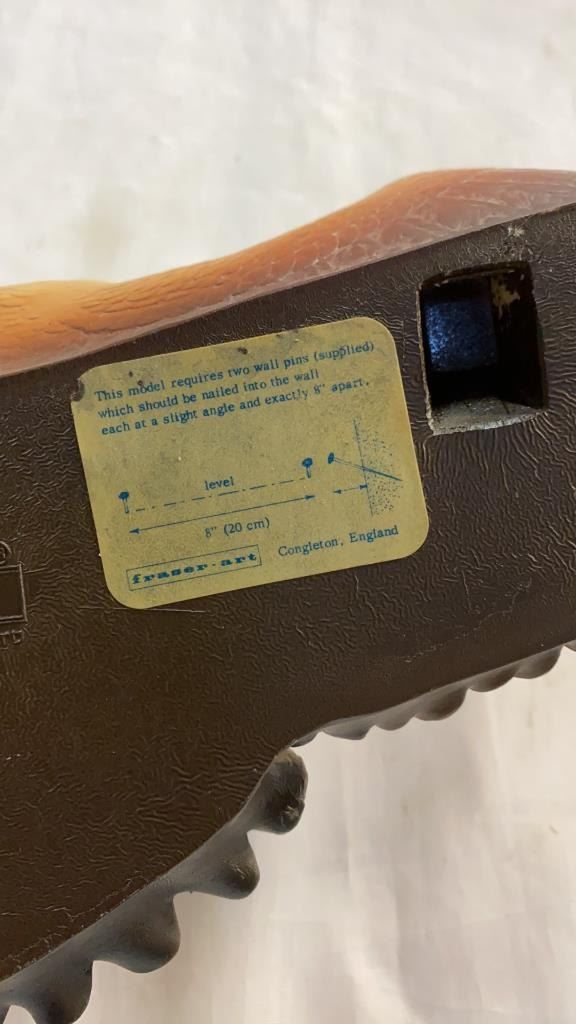 This model requires two wall pins (supplied)
which should be nailed into the wall
each at a slight angle and exactly 8" apart.
level
8" (20 cm)
fraser-art Congleton, England